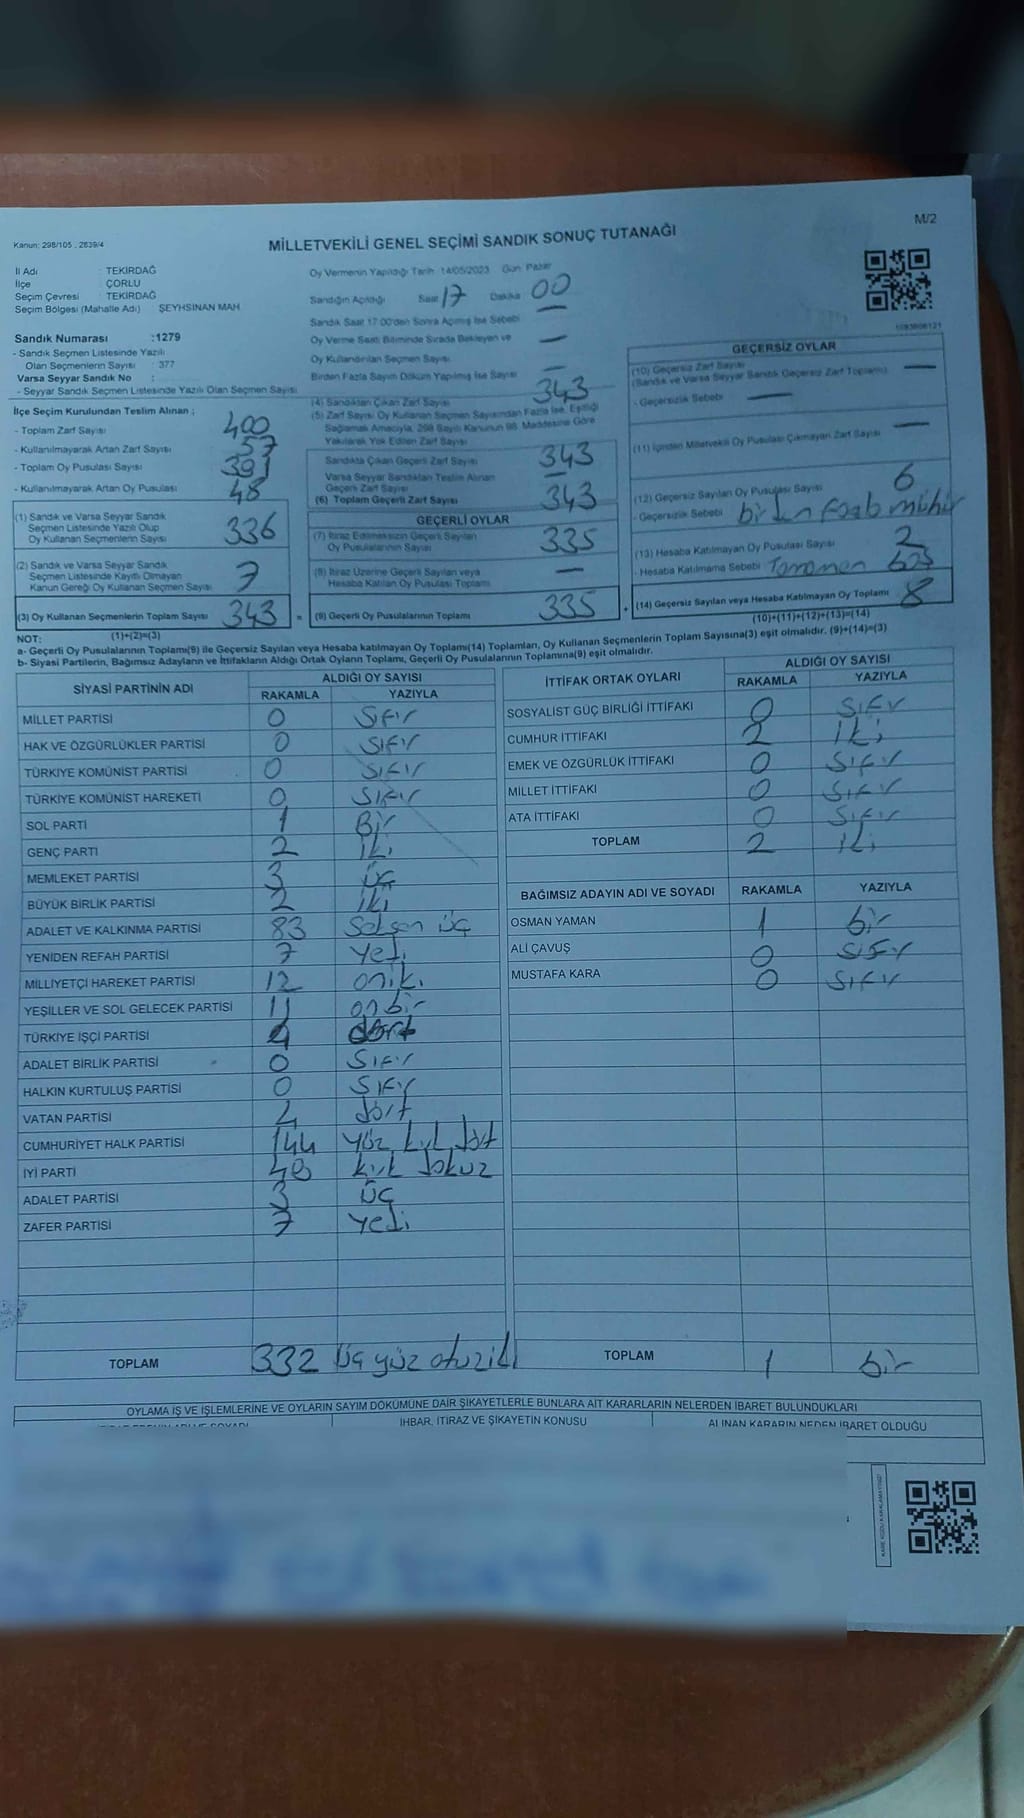 M/2
Kanun: 298/105 , 2839/4
MİLLETVEKİLİ GENEL SEÇİMİ SANDIK SONUÇ TUTANAĞI
İl Adı : TEKİRDAĞ
İlçe : ÇORLU
Seçim Çevresi : TEKİRDAĞ
Seçim Bölgesi (Mahalle Adı) : ŞEYHSİNAN MAH
Sandık Numarası :1279
- Sandık Seçmen Listesinde Yazılı
Olan Seçmenlerin Sayısı : 377
Varsa Seyyar Sandık No :
- Seyyar Sandık Seçmen Listesinde Yazılı Olan Seçmen Sayısı
İlçe Seçim Kurulundan Teslim Alınan ;
- Toplam Zarf Sayısı 400
- Kullanılmayarak Artan Zarf Sayısı 57
- Toplam Oy Pusulası Sayısı 391
- Kullanılmayarak Artan Oy Pusulası 48
(1) Sandık ve Varsa Seyyar Sandık
Seçmen Listesinde Yazılı Olup
Oy Kullanan Seçmenlerin Sayısı 336
(2) Sandık ve Varsa Seyyar Sandık
Seçmen Listesinde Kayıtlı Olmayan
Kanun Gereği Oy Kullanan Seçmen Sayısı 7
(3) Oy Kullanan Seçmenlerin Toplam Sayısı 343 =
Oy Vermenin Yapıldığı Tarih : 14/05/2023 Gün: Pazar
Sandığın Açıldığı Saat 17 Dakika 00
Sandık Saat 17:00'den Sonra Açılmış İse Sebebi —
Oy Verme Saati Bitiminde Sırada Bekleyen ve
Oy Kullandırılan Seçmen Sayısı —
Birden Fazla Sayım Döküm Yapılmış İse Sayısı —
(4) Sandıktan Çıkan Zarf Sayısı 343
(5) Zarf Sayısı Oy Kullanan Seçmen Sayısından Fazla İse, Eşitliği
Sağlamak Amacıyla, 298 Sayılı Kanunun 98. Maddesine Göre
Yakılarak Yok Edilen Zarf Sayısı
Sandıkta Çıkan Geçerli Zarf Sayısı 343
Varsa Seyyar Sandıktan Teslim Alınan
Geçerli Zarf Sayısı —
(6) Toplam Geçerli Zarf Sayısı 343
GEÇERLİ OYLAR
(7) İtiraz Edilmeksizin Geçerli Sayılan
Oy Pusulalarının Sayısı 335
(8) İtiraz Üzerine Geçerli Sayılan veya
Hesaba Katılan Oy Pusulası Toplamı —
(9) Geçerli Oy Pusulalarının Toplamı 335 +
GEÇERSİZ OYLAR
(10) Geçersiz Zarf Sayısı
(Sandık ve Varsa Seyyar Sandık Geçersiz Zarf Toplamı) —
- Geçersizlik Sebebi : —
(11) İçinden Milletvekili Oy Pusulası Çıkmayan Zarf Sayısı —
(12) Geçersiz Sayılan Oy Pusulası Sayısı 6
- Geçersizlik Sebebi : birden fazla mühür
(13) Hesaba Katılmayan Oy Pusulası Sayısı 2
- Hesaba Katılmama Sebebi : Tamamen boş
(14) Geçersiz Sayılan veya Hesaba Katılmayan Oy Toplamı 8
NOT: (1)+(2)=(3) (10)+(11)+(12)+(13)=(14)
a- Geçerli Oy Pusulalarının Toplamı(9) ile Geçersiz Sayılan veya Hesaba katılmayan Oy Toplamı(14) Toplamları, Oy Kullanan Seçmenlerin Toplam Sayısına(3) eşit olmalıdır. (9)+(14)=(3)
b- Siyasi Partilerin, Bağımsız Adayların ve İttifakların Aldığı Ortak Oyların Toplamı, Geçerli Oy Pusulalarının Toplamına(9) eşit olmalıdır.
SİYASİ PARTİNİN ADI ALDIĞI OY SAYISI
RAKAMLA YAZIYLA
MİLLET PARTİSİ 0 sıfır
HAK VE ÖZGÜRLÜKLER PARTİSİ 0 sıfır
TÜRKİYE KOMÜNİST PARTİSİ 0 sıfır
TÜRKİYE KOMÜNİST HAREKETİ 0 sıfır
SOL PARTİ 1 Bir
GENÇ PARTİ 2 iki
MEMLEKET PARTİSİ 3 üç
BÜYÜK BİRLİK PARTİSİ 2 iki
ADALET VE KALKINMA PARTİSİ 83 seksen üç
YENİDEN REFAH PARTİSİ 7 yedi
MİLLİYETÇİ HAREKET PARTİSİ 12 oniki
YEŞİLLER VE SOL GELECEK PARTİSİ 11 onbir
TÜRKİYE İŞÇİ PARTİSİ 4 dört
ADALET BİRLİK PARTİSİ 0 sıfır
HALKIN KURTULUŞ PARTİSİ 0 sıfır
VATAN PARTİSİ 4 dört
CUMHURİYET HALK PARTİSİ 144 yüz kırk dört
İYİ PARTİ kırk dokuz
ADALET PARTİSİ 3 üç
ZAFER PARTİSİ 7 yedi
TOPLAM 332 üç yüz otuz iki
İTTİFAK ORTAK OYLARI ALDIĞI OY SAYISI
RAKAMLA YAZIYLA
SOSYALİST GÜÇ BİRLİĞİ İTTİFAKI 0 sıfır
CUMHUR İTTİFAKI 2 iki
EMEK VE ÖZGÜRLÜK İTTİFAKI 0 sıfır
MİLLET İTTİFAKI 0 sıfır
ATA İTTİFAKI 0 sıfır
TOPLAM 2 iki
BAĞIMSIZ ADAYIN ADI VE SOYADI RAKAMLA YAZIYLA
OSMAN YAMAN 1 bir
ALİ ÇAVUŞ 0 sıfır
MUSTAFA KARA 0 sıfır
TOPLAM 1 bir
OYLAMA İŞ VE İŞLEMLERİNE VE OYLARIN SAYIM DÖKÜMÜNE DAİR ŞİKAYETLERLE BUNLARA AİT KARARLARIN NELERDEN İBARET BULUNDUKLARI
İHBAR, İTİRAZ VE ŞİKAYETİN KONUSU ALINAN KARARIN NEDEN İBARET OLDUĞU